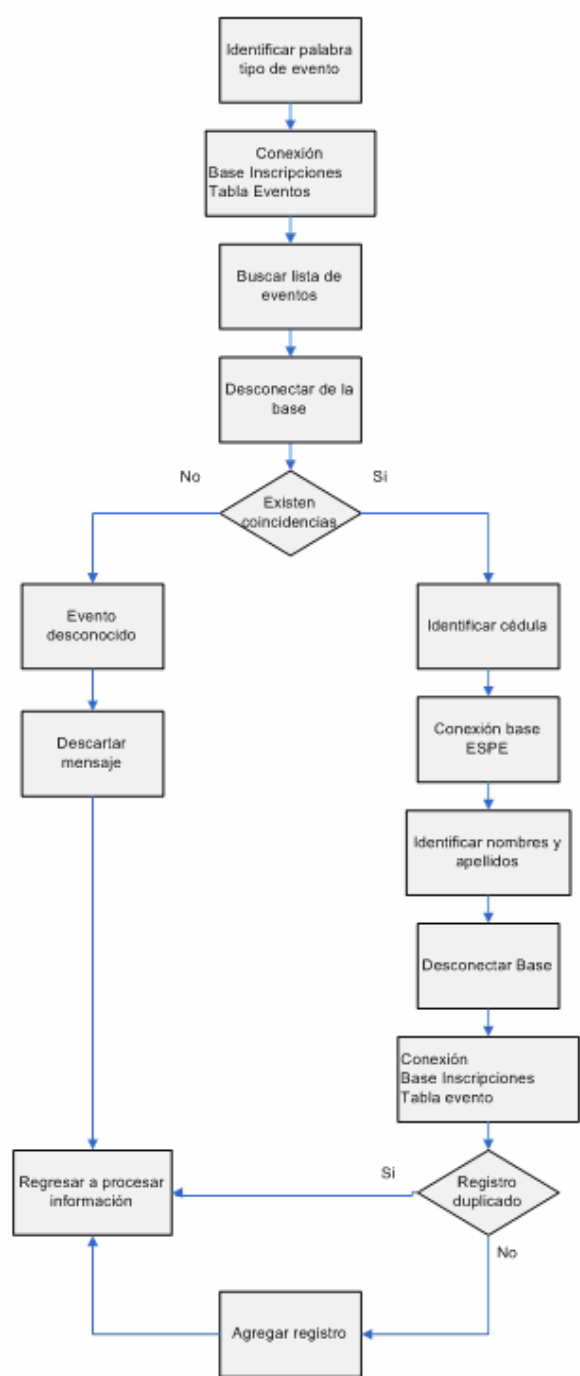 Identificar palabra
tipo de evento
Conexión
Base Inscripciones
Tabla Eventos
Buscar lista de
eventos
Desconectar de la
base
No
Si
Existen
coincidencias
Evento
desconocido
Identificar cédula
Descartar
mensaje
Conexión base
ESPE
Identificar nombres y
apellidos
Desconectar Base
Conexión
Base Inscripciones
Tabla evento
Regresar a procesar
información
Si
Registro
duplicado
No
Agregar registro